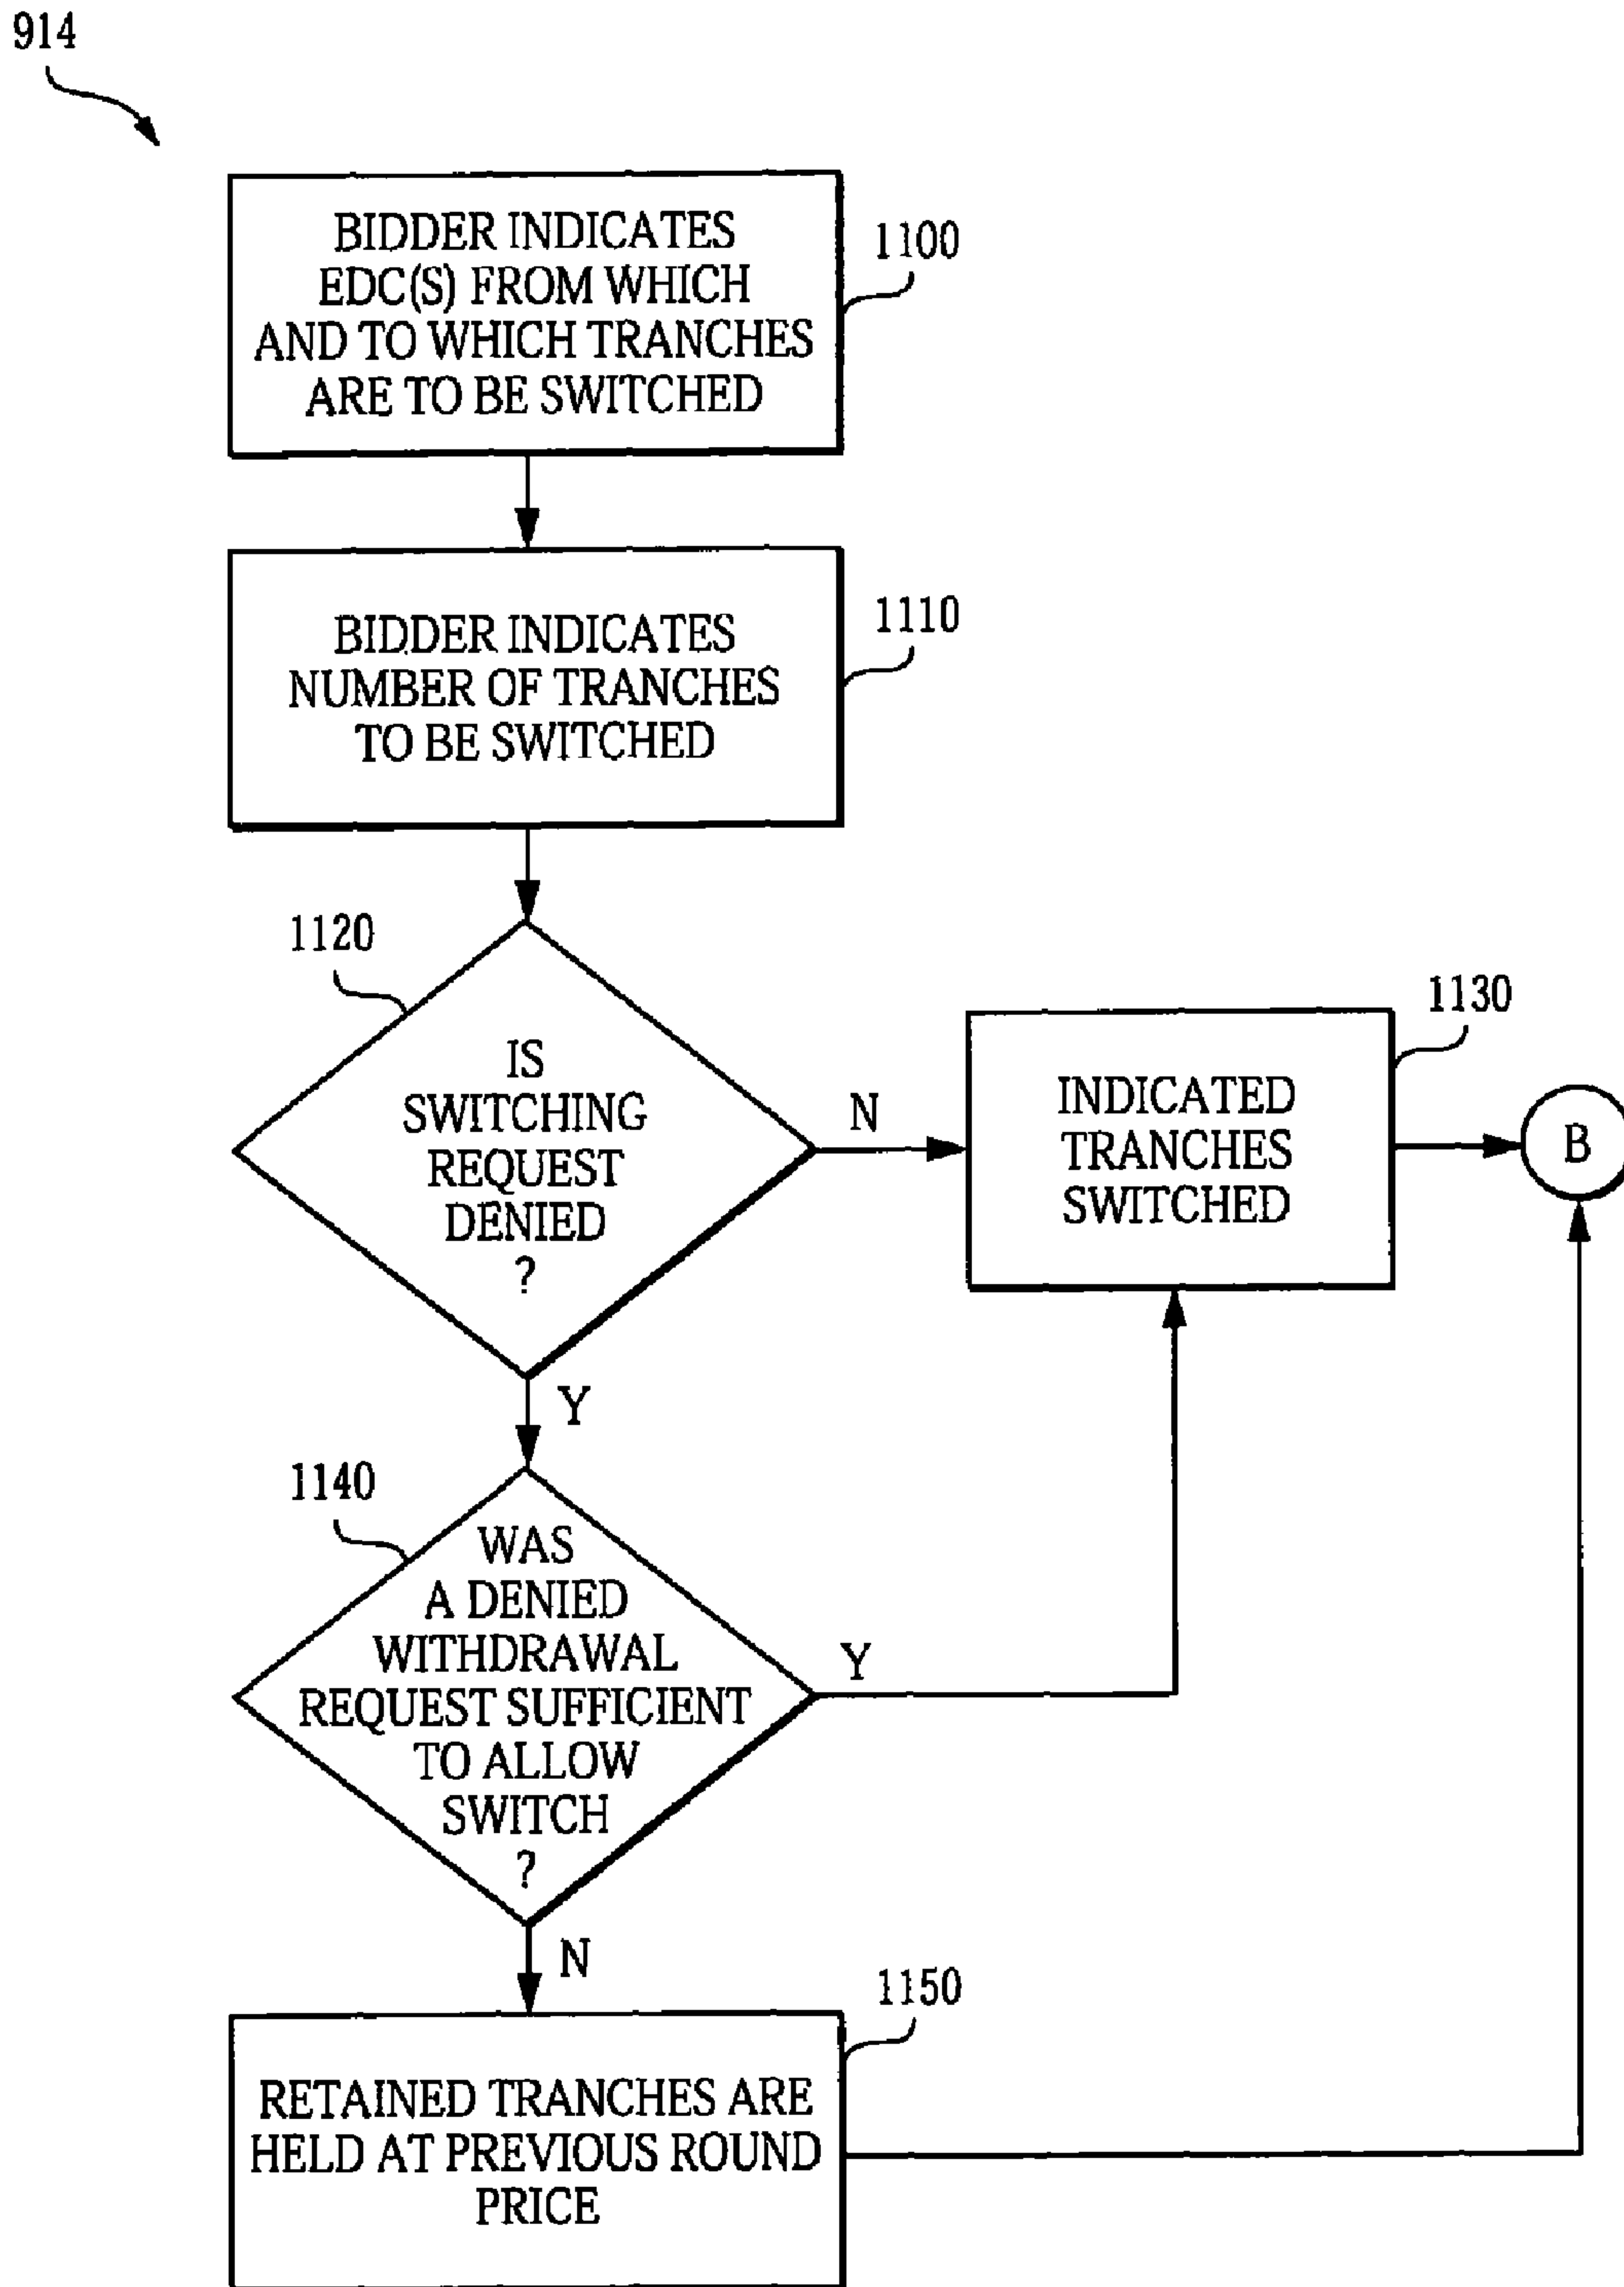 914
BIDDER INDICATES
EDC(S) FROM WHICH
AND TO WHICH TRANCHES
ARE TO BE SWITCHED
1100
BIDDER INDICATES
NUMBER OF TRANCHES
TO BE SWITCHED
1110
1120
IS
SWITCHING
REQUEST
DENIED
?
N
Y
INDICATED
TRANCHES
SWITCHED
1130
B
1140
WAS
A DENIED
WITHDRAWAL
REQUEST SUFFICIENT
TO ALLOW
SWITCH
?
Y
N
RETAINED TRANCHES ARE
HELD AT PREVIOUS ROUND
PRICE
1150